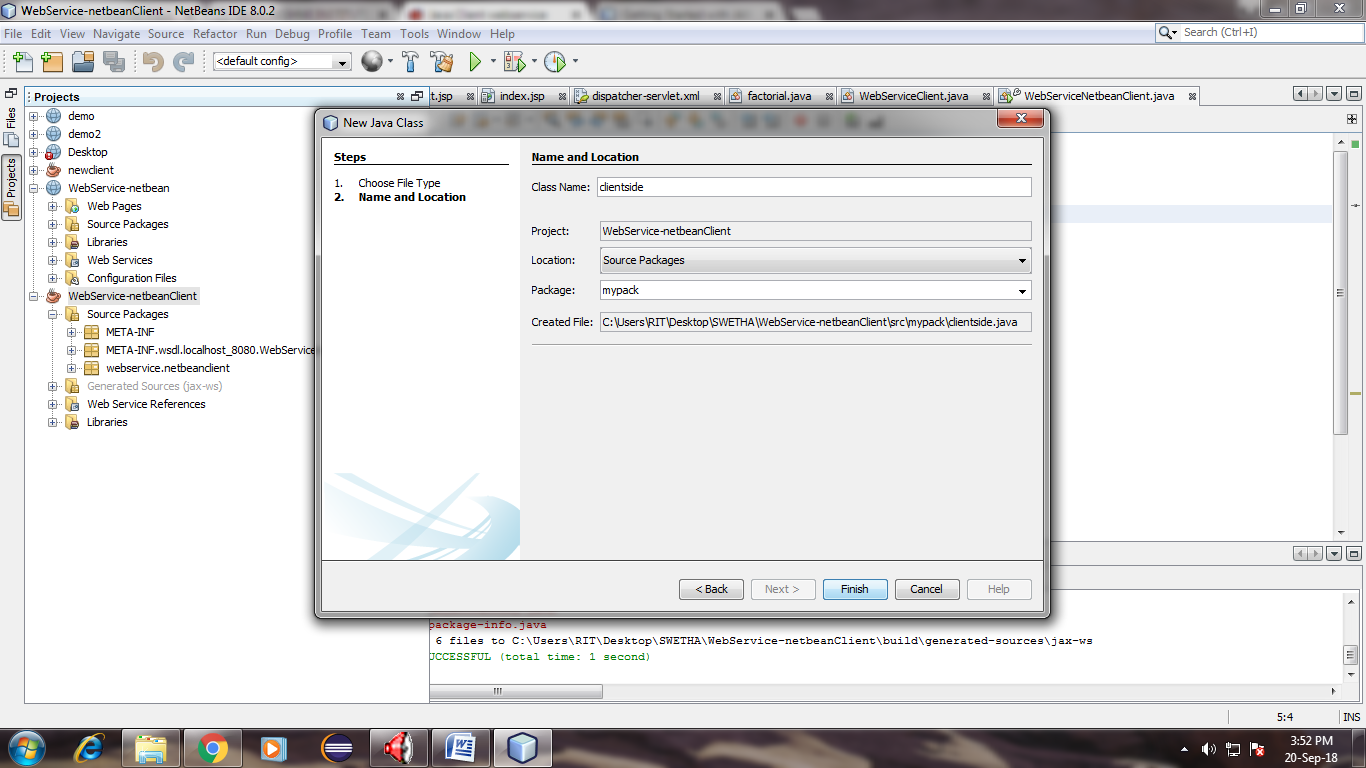 WebService-netbeanClient - NetBeans IDE 8.0.2
File Edit View Navigate Source Refactor Run Debug Profile Team Tools Window Help
Search (Ctrl+I)
<default config>
Files
Projects
Projects
demo
demo2
Desktop
newclient
WebService-netbean
Web Pages
Source Packages
Libraries
Web Services
Configuration Files
WebService-netbeanClient
Source Packages
META-INF
META-INF.wsdl.localhost_8080.WebService
webservice.netbeanclient
Generated Sources (jax-ws)
Web Service References
Libraries
t.jsp index.jsp dispatcher-servlet.xml factorial.java WebServiceClient.java WebServiceNetbeanClient.java
New Java Class
Steps
1. Choose File Type
2. Name and Location
Name and Location
Class Name: clientside
Project: WebService-netbeanClient
Location: Source Packages
Package: mypack
Created File: C:\Users\RIT\Desktop\SWETHA\WebService-netbeanClient\src\mypack\clientside.java
< Back Next > Finish Cancel Help
package-info.java
6 files to C:\Users\RIT\Desktop\SWETHA\WebService-netbeanClient\build\generated-sources\jax-ws
UCCESSFUL (total time: 1 second)
5:4 INS
3:52 PM
20-Sep-18